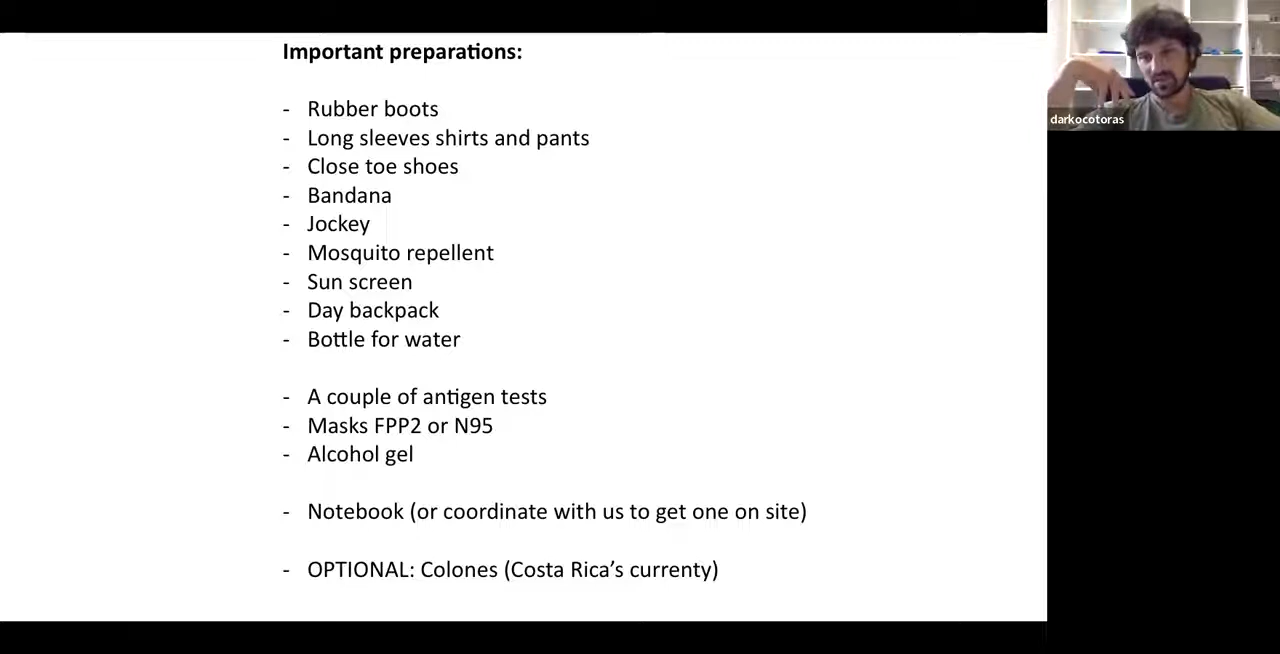 Important preparations:
- Rubber boots
- Long sleeves shirts and pants
- Close toe shoes
- Bandana
- Jockey
- Mosquito repellent
- Sun screen
- Day backpack
- Bottle for water
- A couple of antigen tests
- Masks FPP2 or N95
- Alcohol gel
- Notebook (or coordinate with us to get one on site)
- OPTIONAL: Colones (Costa Rica's currenty)
darkocotoras